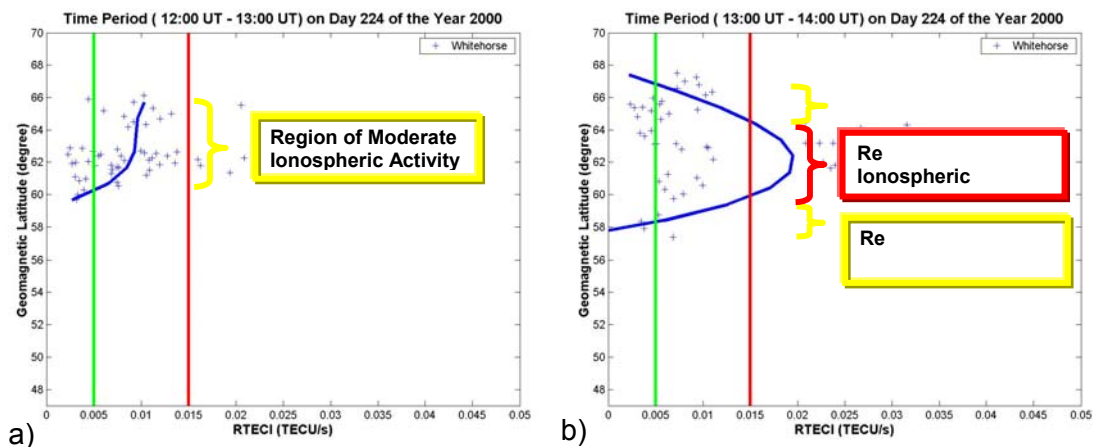 Time Period ( 12:00 UT - 13:00 UT) on Day 224 of the Year 2000
70
68
66
64
62
60
58
56
54
52
50
48
Geomagnetic Latitude (degree)
Whitehorse
Region of Moderate
Ionospheric Activity
0 0.005 0.01 0.015 0.02 0.025 0.03 0.035 0.04 0.045 0.05
RTECI (TECU/s)
a)
Time Period ( 13:00 UT - 14:00 UT) on Day 224 of the Year 2000
70
68
66
64
62
60
58
56
54
52
50
48
Geomagnetic Latitude (degree)
Whitehorse
Re
Ionospheric
Re
0 0.005 0.01 0.015 0.02 0.025 0.03 0.035 0.04 0.045 0.05
RTECI (TECU/s)
b)